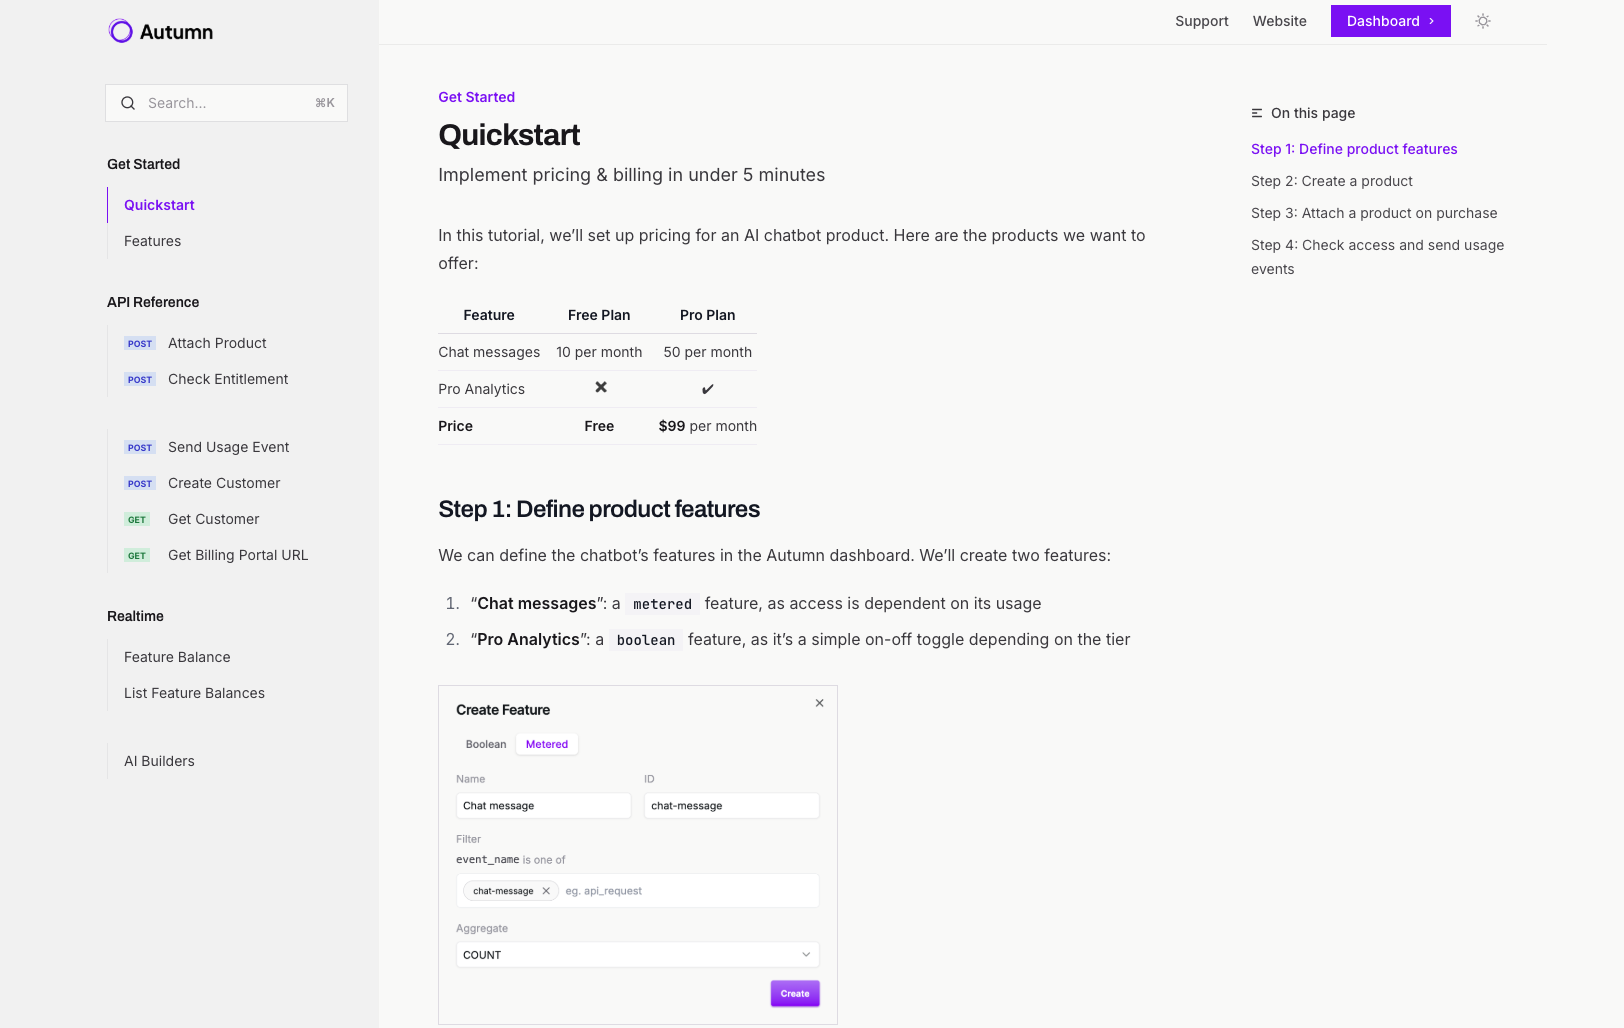 Autumn
Search...
⌘K
Get Started
Quickstart
Features
API Reference
POST Attach Product
POST Check Entitlement
POST Send Usage Event
POST Create Customer
GET Get Customer
GET Get Billing Portal URL
Realtime
Feature Balance
List Feature Balances
AI Builders
Support Website Dashboard ›
Get Started
Quickstart
Implement pricing & billing in under 5 minutes
In this tutorial, we’ll set up pricing for an AI chatbot product. Here are the products we want to
offer:
Feature Free Plan Pro Plan
Chat messages 10 per month 50 per month
Pro Analytics ✖ ✔
Price Free $99 per month
Step 1: Define product features
We can define the chatbot’s features in the Autumn dashboard. We’ll create two features:
1. “Chat messages”: a metered feature, as access is dependent on its usage
2. “Pro Analytics”: a boolean feature, as it’s a simple on-off toggle depending on the tier
Create Feature
Boolean Metered
Name ID
Chat message chat-message
Filter
event_name is one of
chat-message eg. api_request
Aggregate
COUNT
Create
On this page
Step 1: Define product features
Step 2: Create a product
Step 3: Attach a product on purchase
Step 4: Check access and send usage
events